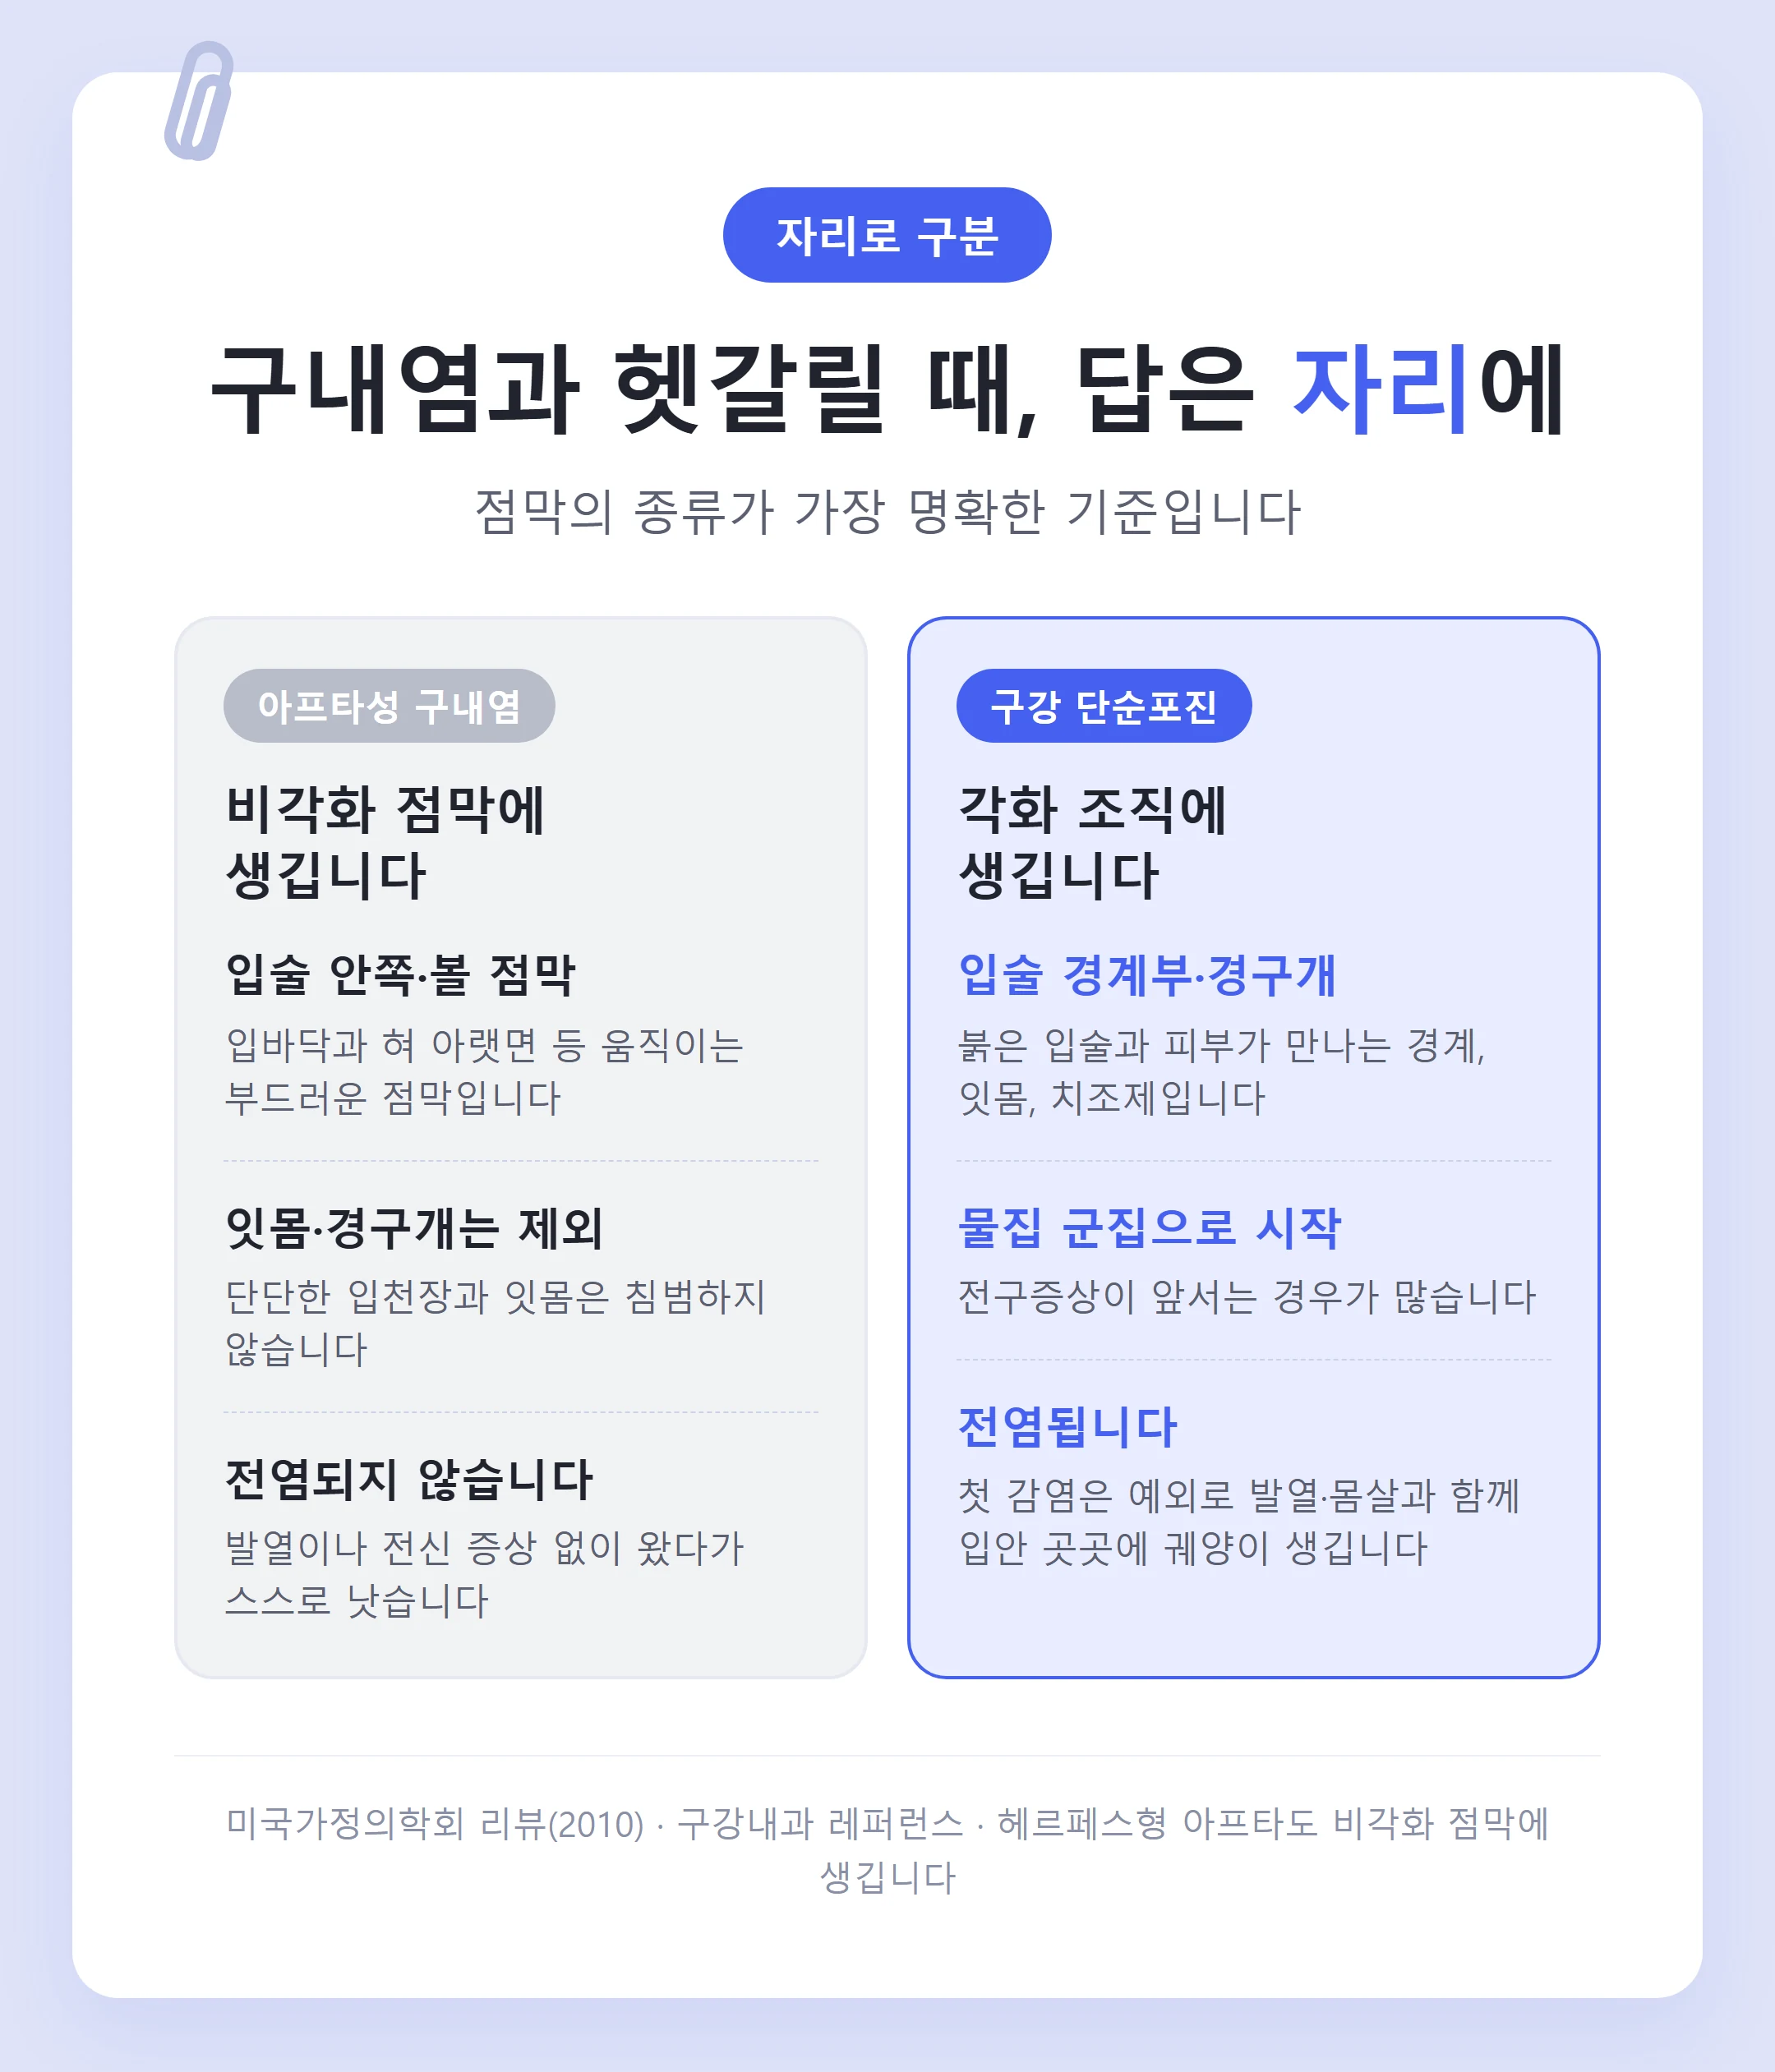 자리로 구분
구내염과 헷갈릴 때, 답은 자리에
점막의 종류가 가장 명확한 기준입니다
아프타성 구내염
비각화 점막에
생깁니다
입술 안쪽·볼 점막
입바닥과 혀 아랫면 등 움직이는
부드러운 점막입니다
잇몸·경구개는 제외
단단한 입천장과 잇몸은 침범하지
않습니다
전염되지 않습니다
발열이나 전신 증상 없이 왔다가
스스로 낫습니다
구강 단순포진
각화 조직에
생깁니다
입술 경계부·경구개
붉은 입술과 피부가 만나는 경계,
잇몸, 치조제입니다
물집 군집으로 시작
전구증상이 앞서는 경우가 많습니다
전염됩니다
첫 감염은 예외로 발열·몸살과 함께
입안 곳곳에 궤양이 생깁니다
미국가정의학회 리뷰(2010) · 구강내과 레퍼런스 · 헤르페스형 아프타도 비각화 점막에
생깁니다